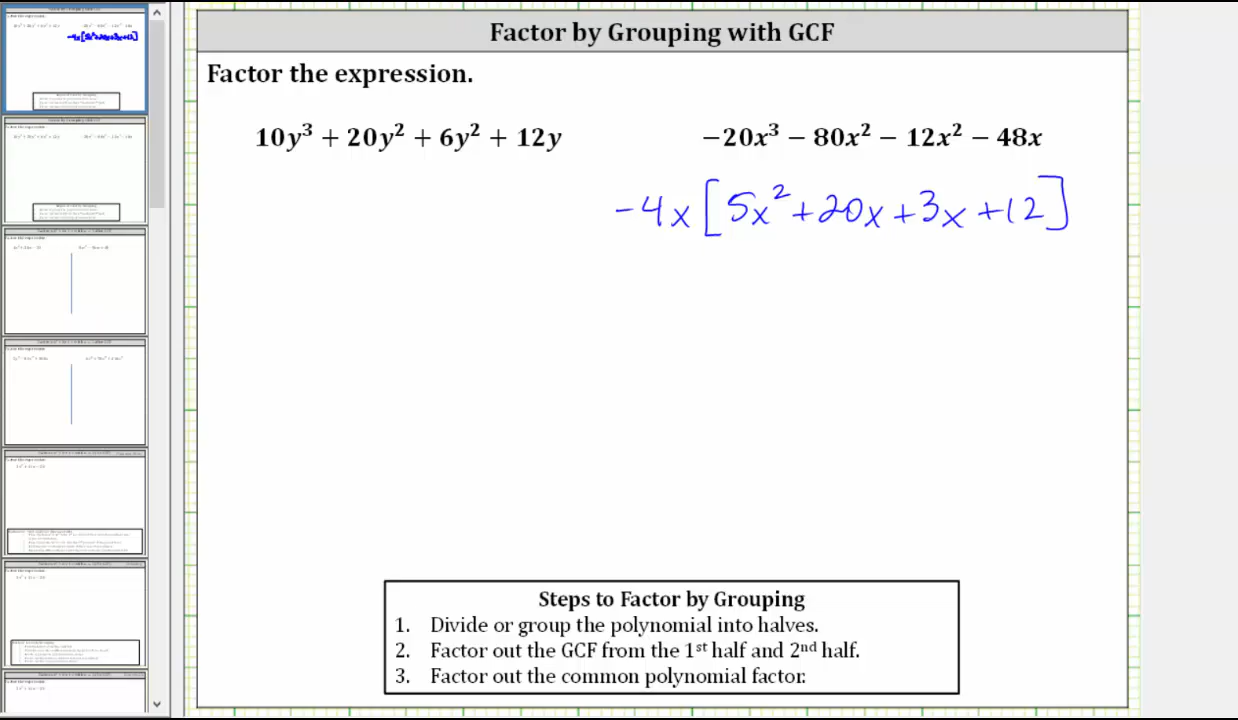 Factor by Grouping with GCF
Factor the expression.
10y³ + 20y² + 6y² + 12y
−20x³ − 80x² − 12x² − 48x
-4x[5x²+20x+3x+12]
Steps to Factor by Grouping
1. Divide or group the polynomial into halves.
2. Factor out the GCF from the 1st half and 2nd half.
3. Factor out the common polynomial factor.